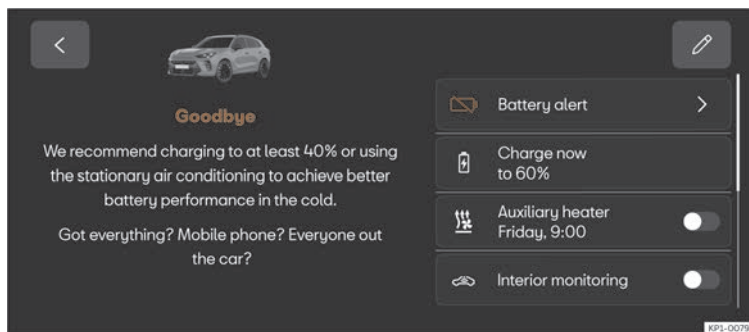 Goodbye
We recommend charging to at least 40% or using
the stationary air conditioning to achieve better
battery performance in the cold.
Got everything? Mobile phone? Everyone out
the car?
Battery alert
Charge now
to 60%
Auxiliary heater
Friday, 9:00
Interior monitoring
KP1-0079